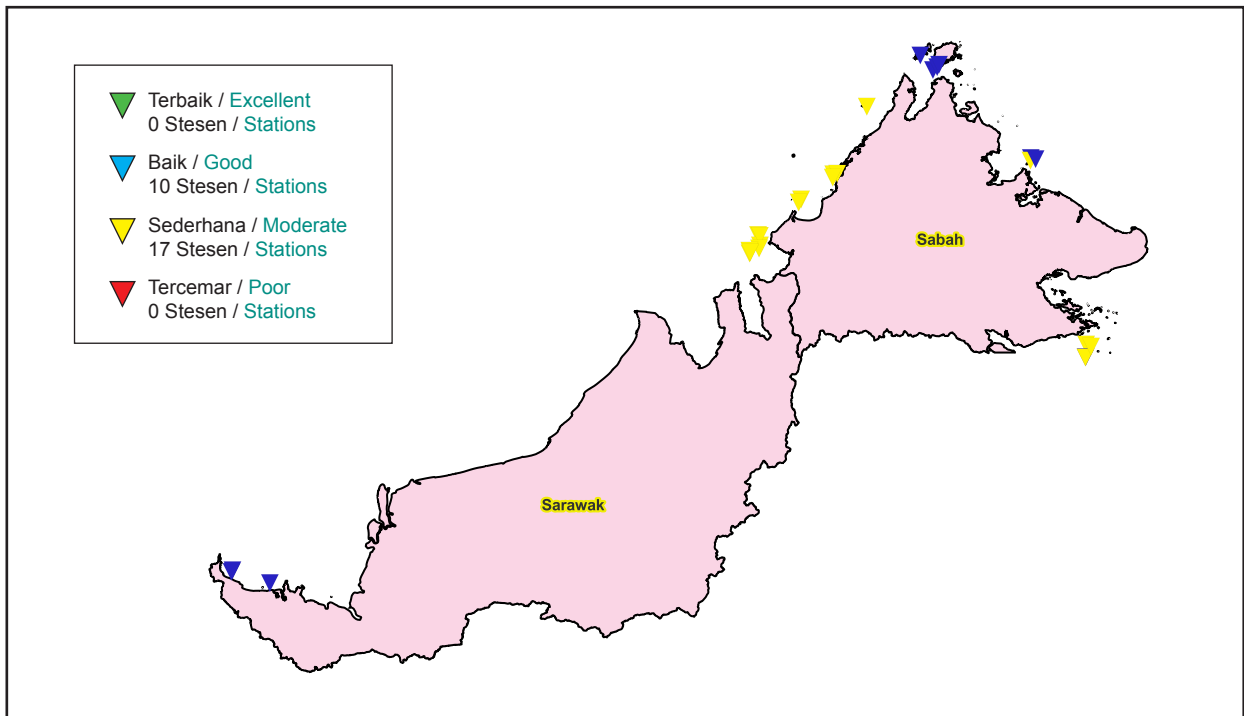 Terbaik / Excellent
0 Stesen / Stations
Baik / Good
10 Stesen / Stations
Sederhana / Moderate
17 Stesen / Stations
Tercemar / Poor
0 Stesen / Stations
Sabah
Sarawak